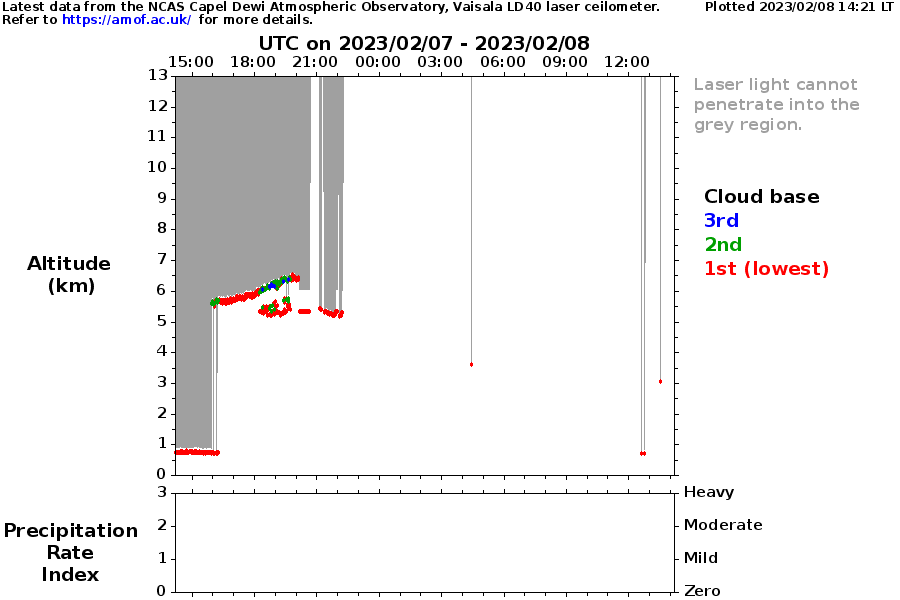 Latest data from the NCAS Capel Dewi Atmospheric Observatory, Vaisala LD40 laser ceilometer. Plotted 2023/02/08 14:21 LT
Refer to https://amof.ac.uk/ for more details.
UTC on 2023/02/07 - 2023/02/08
15:00 18:00 21:00 00:00 03:00 06:00 09:00 12:00
13
12
11
10
9
8
7
6
5
4
3
2
1
0
Altitude
(km)
Laser light cannot
penetrate into the
grey region.
Cloud base
3rd
2nd
1st (lowest)
3 Heavy
2 Moderate
1 Mild
0 Zero
Precipitation
Rate
Index